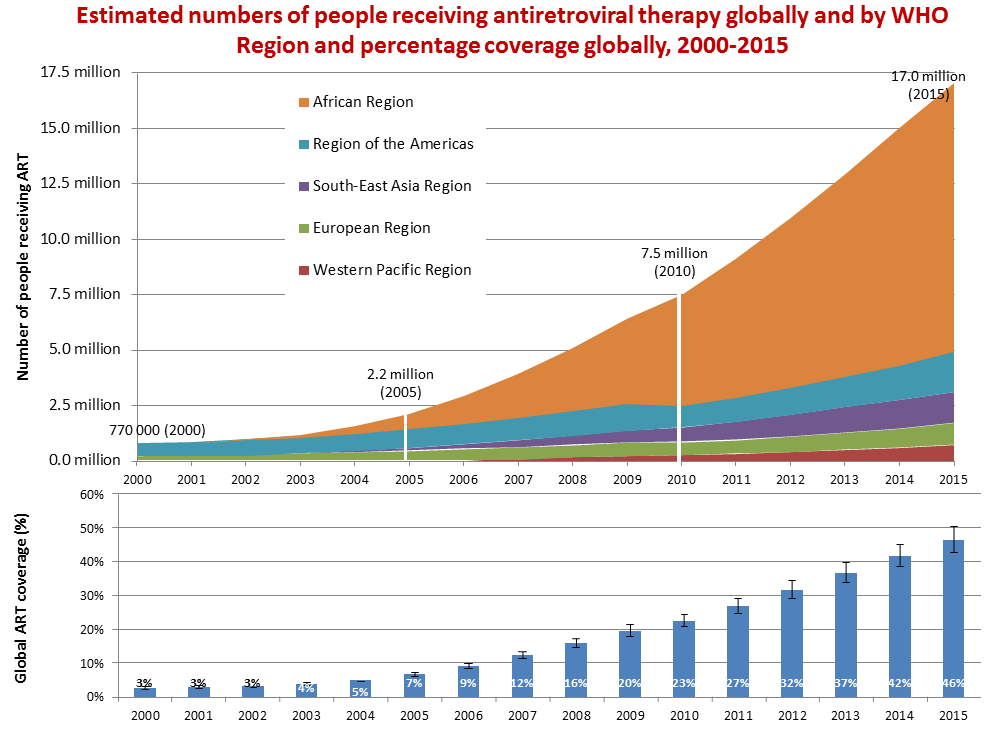 Estimated numbers of people receiving antiretroviral therapy globally and by WHO
Region and percentage coverage globally, 2000-2015
Number of people receiving ART
17.5 million
15.0 million
12.5 million
10.0 million
7.5 million
5.0 million
2.5 million
0.0 million
African Region
Region of the Americas
South-East Asia Region
European Region
Western Pacific Region
17.0 million
(2015)
7.5 million
(2010)
2.2 million
(2005)
770 000 (2000)
2000 2001 2002 2003 2004 2005 2006 2007 2008 2009 2010 2011 2012 2013 2014 2015
Global ART coverage (%)
60%
50%
40%
30%
20%
10%
0%
3% 3% 3% 4% 5% 7% 9% 12% 16% 20% 23% 27% 32% 37% 42% 46%
2000 2001 2002 2003 2004 2005 2006 2007 2008 2009 2010 2011 2012 2013 2014 2015